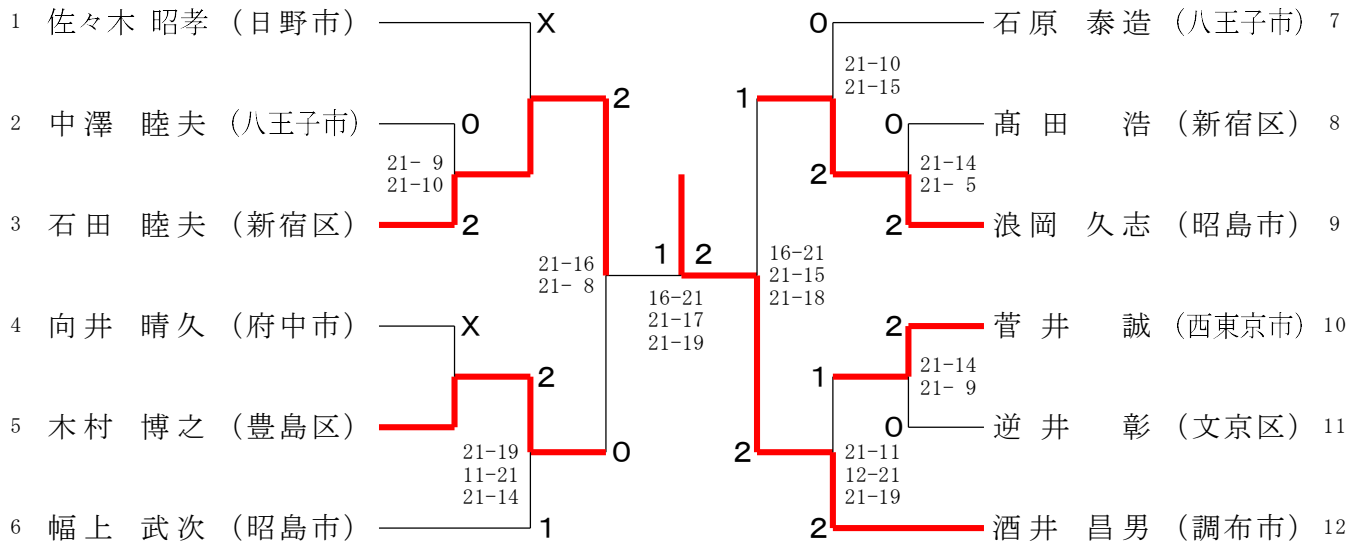 1 佐々木 昭孝 (日野市)
X
2 中澤 睦夫 (八王子市)
0
2
21- 9
21-10
3 石田 睦夫 (新宿区)
2
21-16
21- 8
4 向井 晴久 (府中市)
X
5 木村 博之 (豊島区)
2
21-19
11-21
21-14
0
6 幅上 武次 (昭島市)
1
1 2
16-21
21-17
21-19
0
石原 泰造 (八王子市) 7
21-10
21-15
1
0
髙田 浩 (新宿区) 8
21-14
21- 5
2
2
浪岡 久志 (昭島市) 9
16-21
21-15
21-18
2
菅井 誠 (西東京市) 10
21-14
21- 9
1
0
逆井 彰 (文京区) 11
2
21-11
12-21
21-19
2
酒井 昌男 (調布市) 12